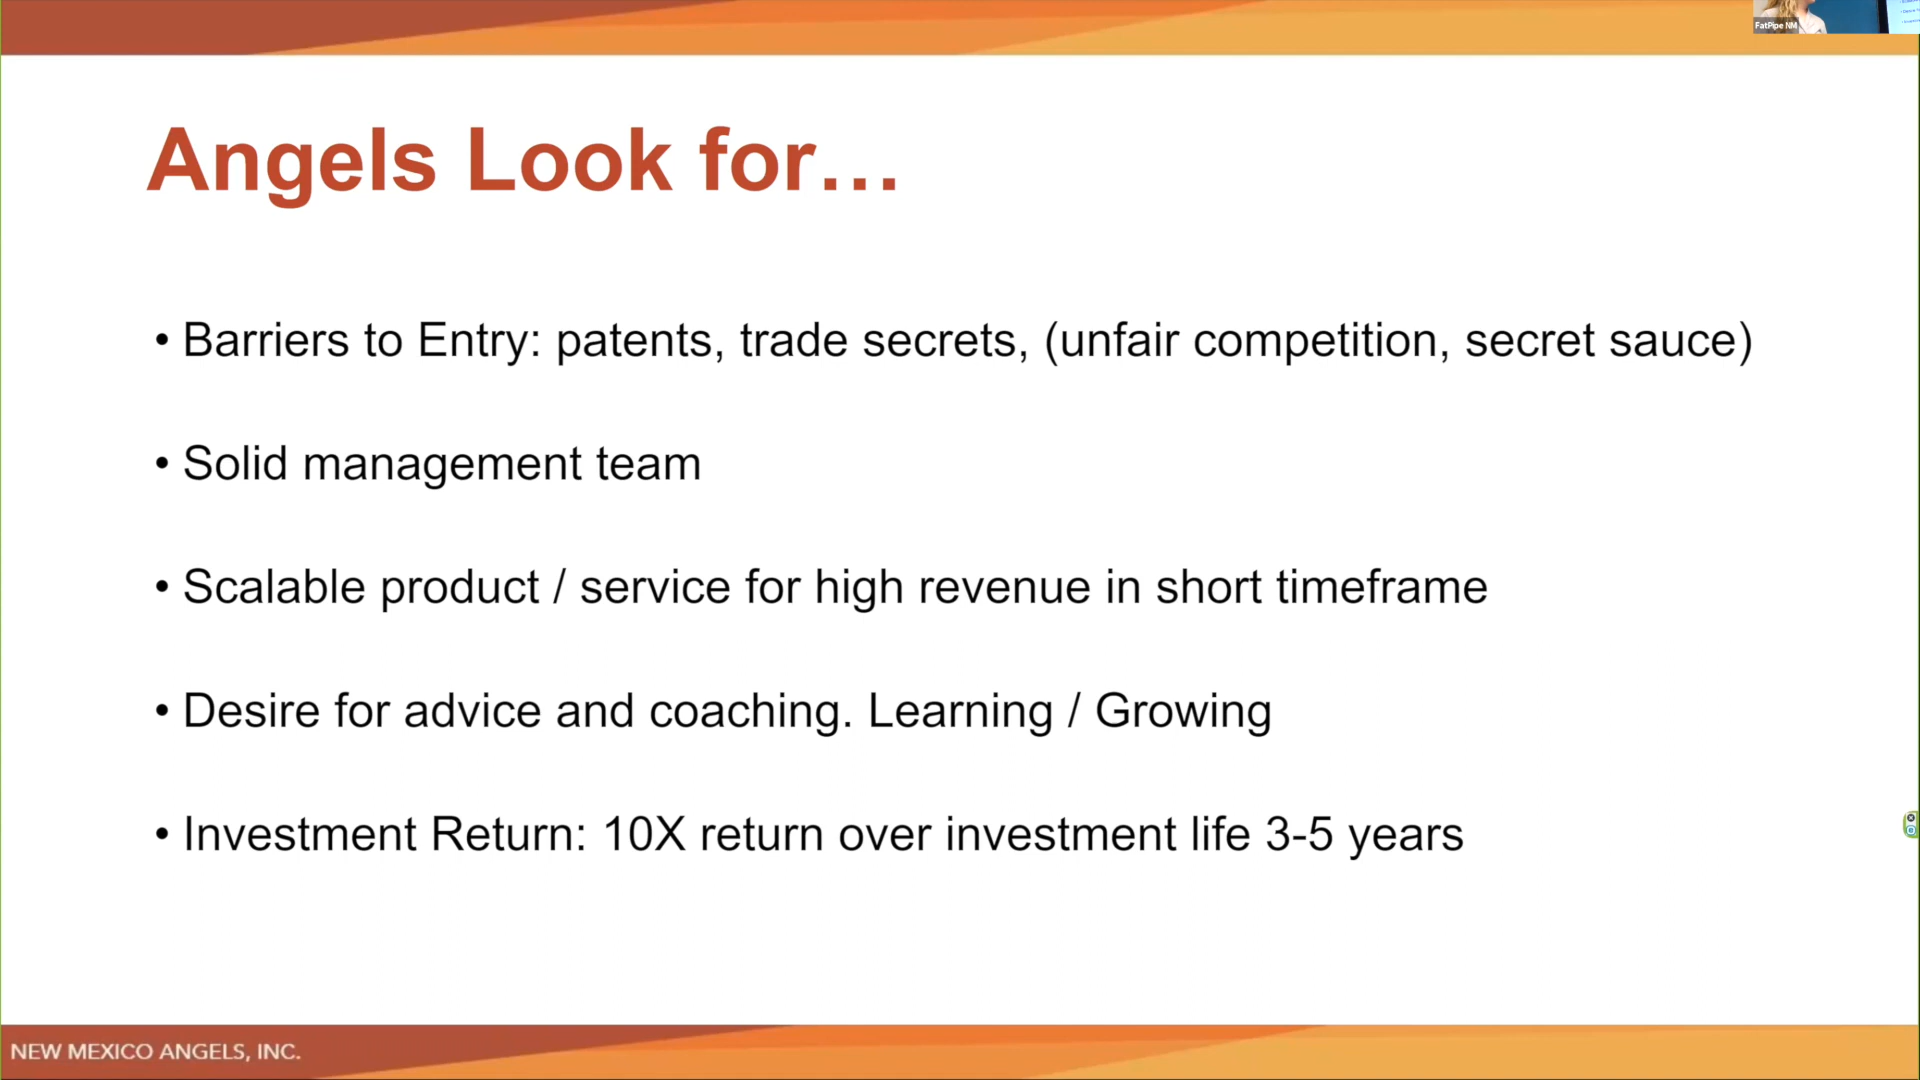 FatPipe NM
Angels Look for…
• Barriers to Entry: patents, trade secrets, (unfair competition, secret sauce)
• Solid management team
• Scalable product / service for high revenue in short timeframe
• Desire for advice and coaching. Learning / Growing
• Investment Return: 10X return over investment life 3-5 years
NEW MEXICO ANGELS, INC.